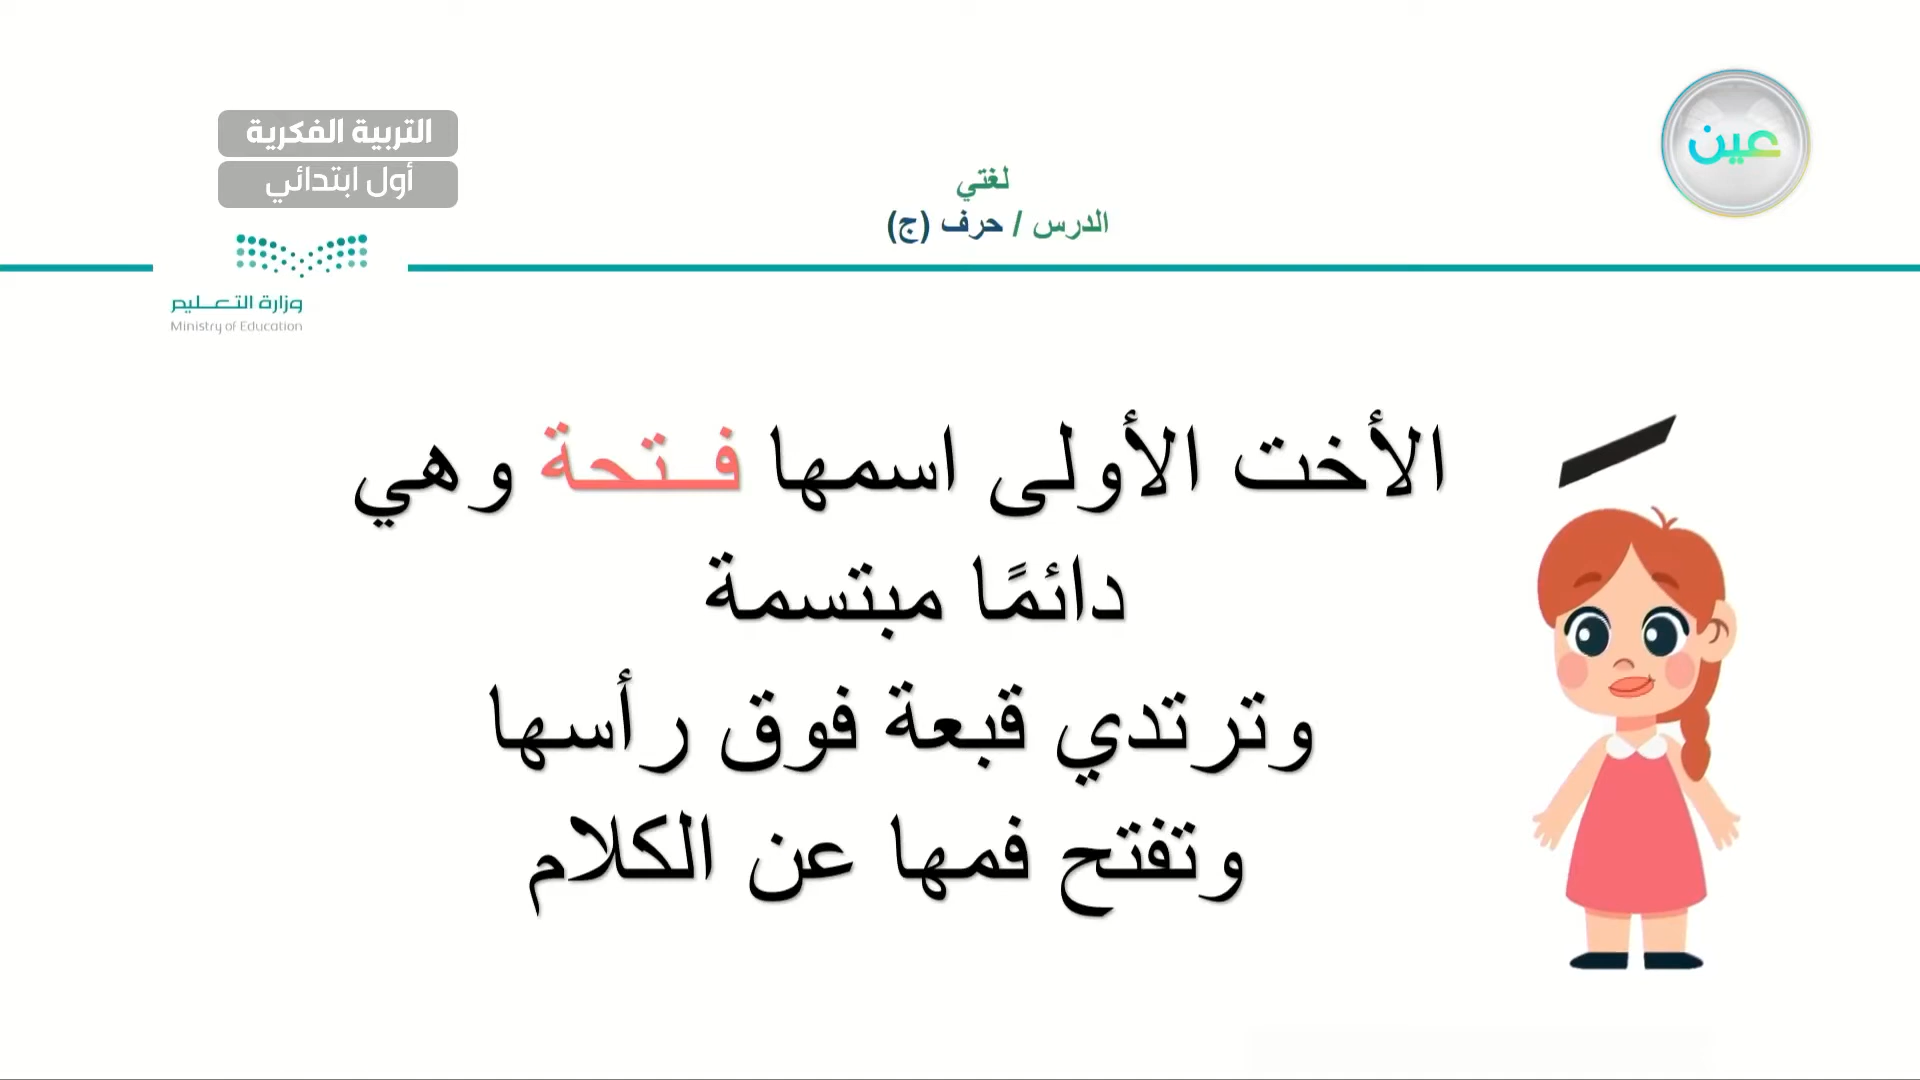 التربية الفكرية
أول ابتدائي
عين
لغتي
الدرس / حرف (ج)
وزارة التعليم
Ministry of Education
الأخت الأولى اسمها فـتحة وهي
دائمًا مبتسمة
وترتدي قبعة فوق رأسها
وتفتح فمها عن الكلام